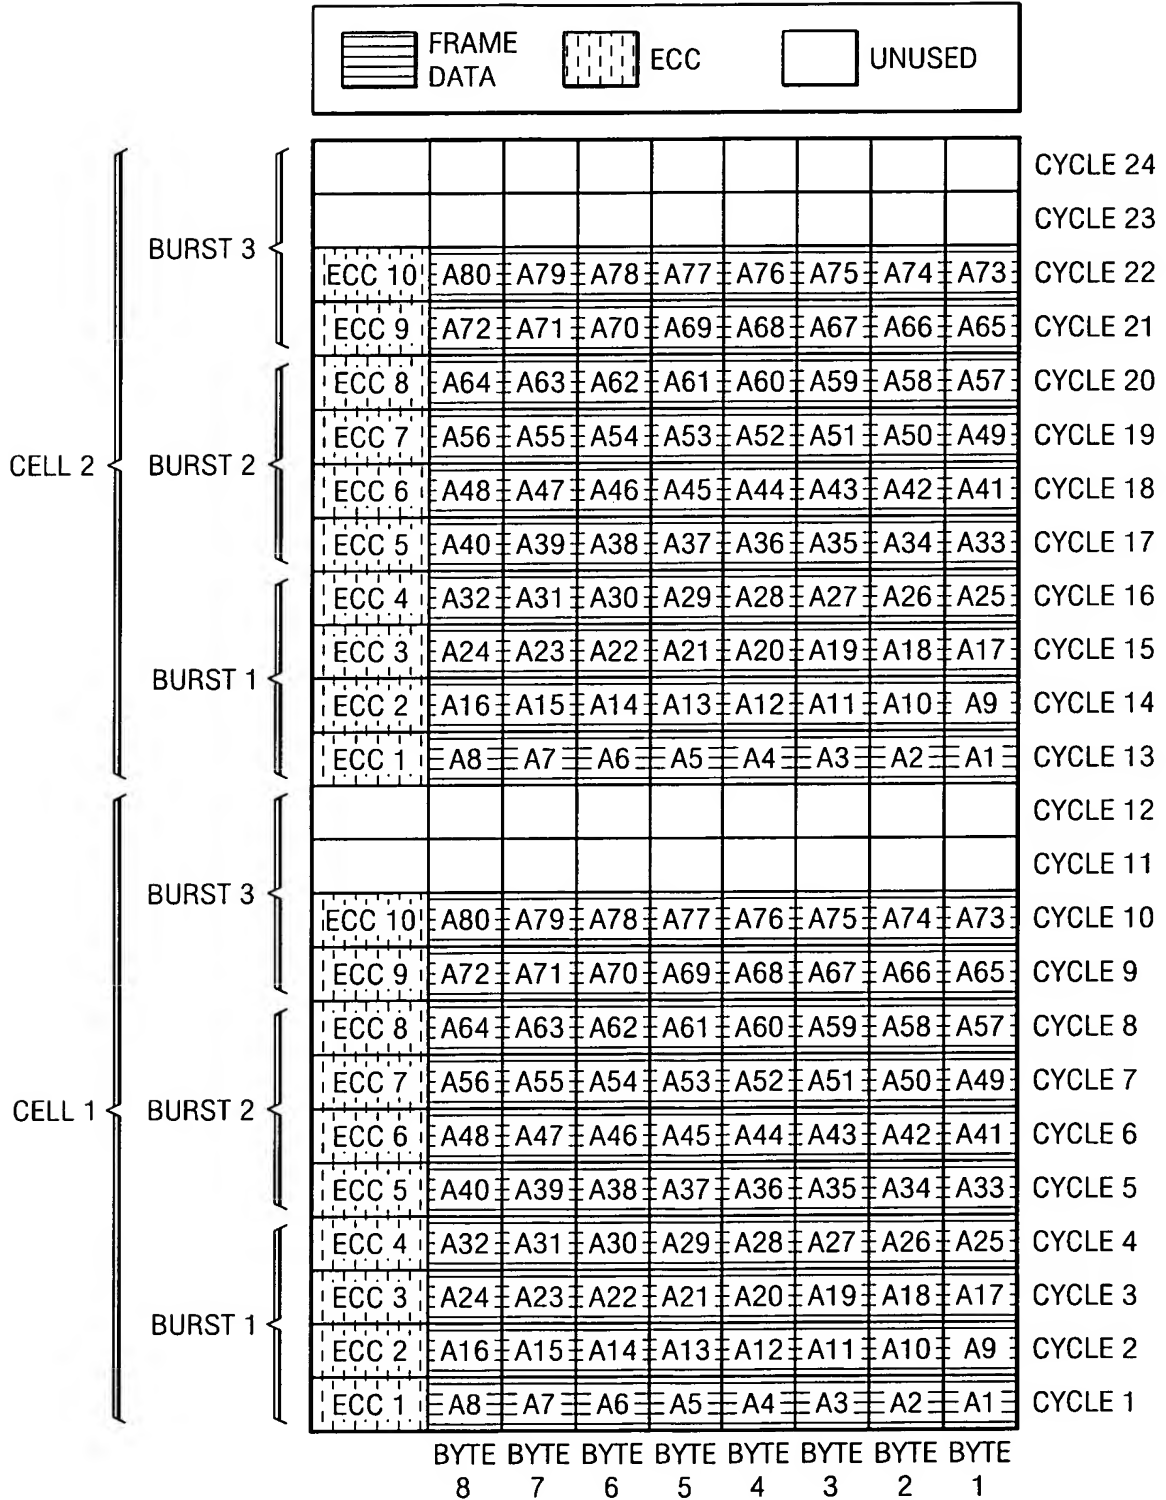 FRAME DATA
ECC
UNUSED
CYCLE 24
CYCLE 23
BURST 3
ECC 10 A80 A79 A78 A77 A76 A75 A74 A73 CYCLE 22
ECC 9 A72 A71 A70 A69 A68 A67 A66 A65 CYCLE 21
ECC 8 A64 A63 A62 A61 A60 A59 A58 A57 CYCLE 20
ECC 7 A56 A55 A54 A53 A52 A51 A50 A49 CYCLE 19
CELL 2 BURST 2
ECC 6 A48 A47 A46 A45 A44 A43 A42 A41 CYCLE 18
ECC 5 A40 A39 A38 A37 A36 A35 A34 A33 CYCLE 17
ECC 4 A32 A31 A30 A29 A28 A27 A26 A25 CYCLE 16
ECC 3 A24 A23 A22 A21 A20 A19 A18 A17 CYCLE 15
BURST 1
ECC 2 A16 A15 A14 A13 A12 A11 A10 A9 CYCLE 14
ECC 1 A8 A7 A6 A5 A4 A3 A2 A1 CYCLE 13
CYCLE 12
CYCLE 11
BURST 3
ECC 10 A80 A79 A78 A77 A76 A75 A74 A73 CYCLE 10
ECC 9 A72 A71 A70 A69 A68 A67 A66 A65 CYCLE 9
ECC 8 A64 A63 A62 A61 A60 A59 A58 A57 CYCLE 8
ECC 7 A56 A55 A54 A53 A52 A51 A50 A49 CYCLE 7
CELL 1 BURST 2
ECC 6 A48 A47 A46 A45 A44 A43 A42 A41 CYCLE 6
ECC 5 A40 A39 A38 A37 A36 A35 A34 A33 CYCLE 5
ECC 4 A32 A31 A30 A29 A28 A27 A26 A25 CYCLE 4
ECC 3 A24 A23 A22 A21 A20 A19 A18 A17 CYCLE 3
BURST 1
ECC 2 A16 A15 A14 A13 A12 A11 A10 A9 CYCLE 2
ECC 1 A8 A7 A6 A5 A4 A3 A2 A1 CYCLE 1
BYTE BYTE BYTE BYTE BYTE BYTE BYTE BYTE
8 7 6 5 4 3 2 1